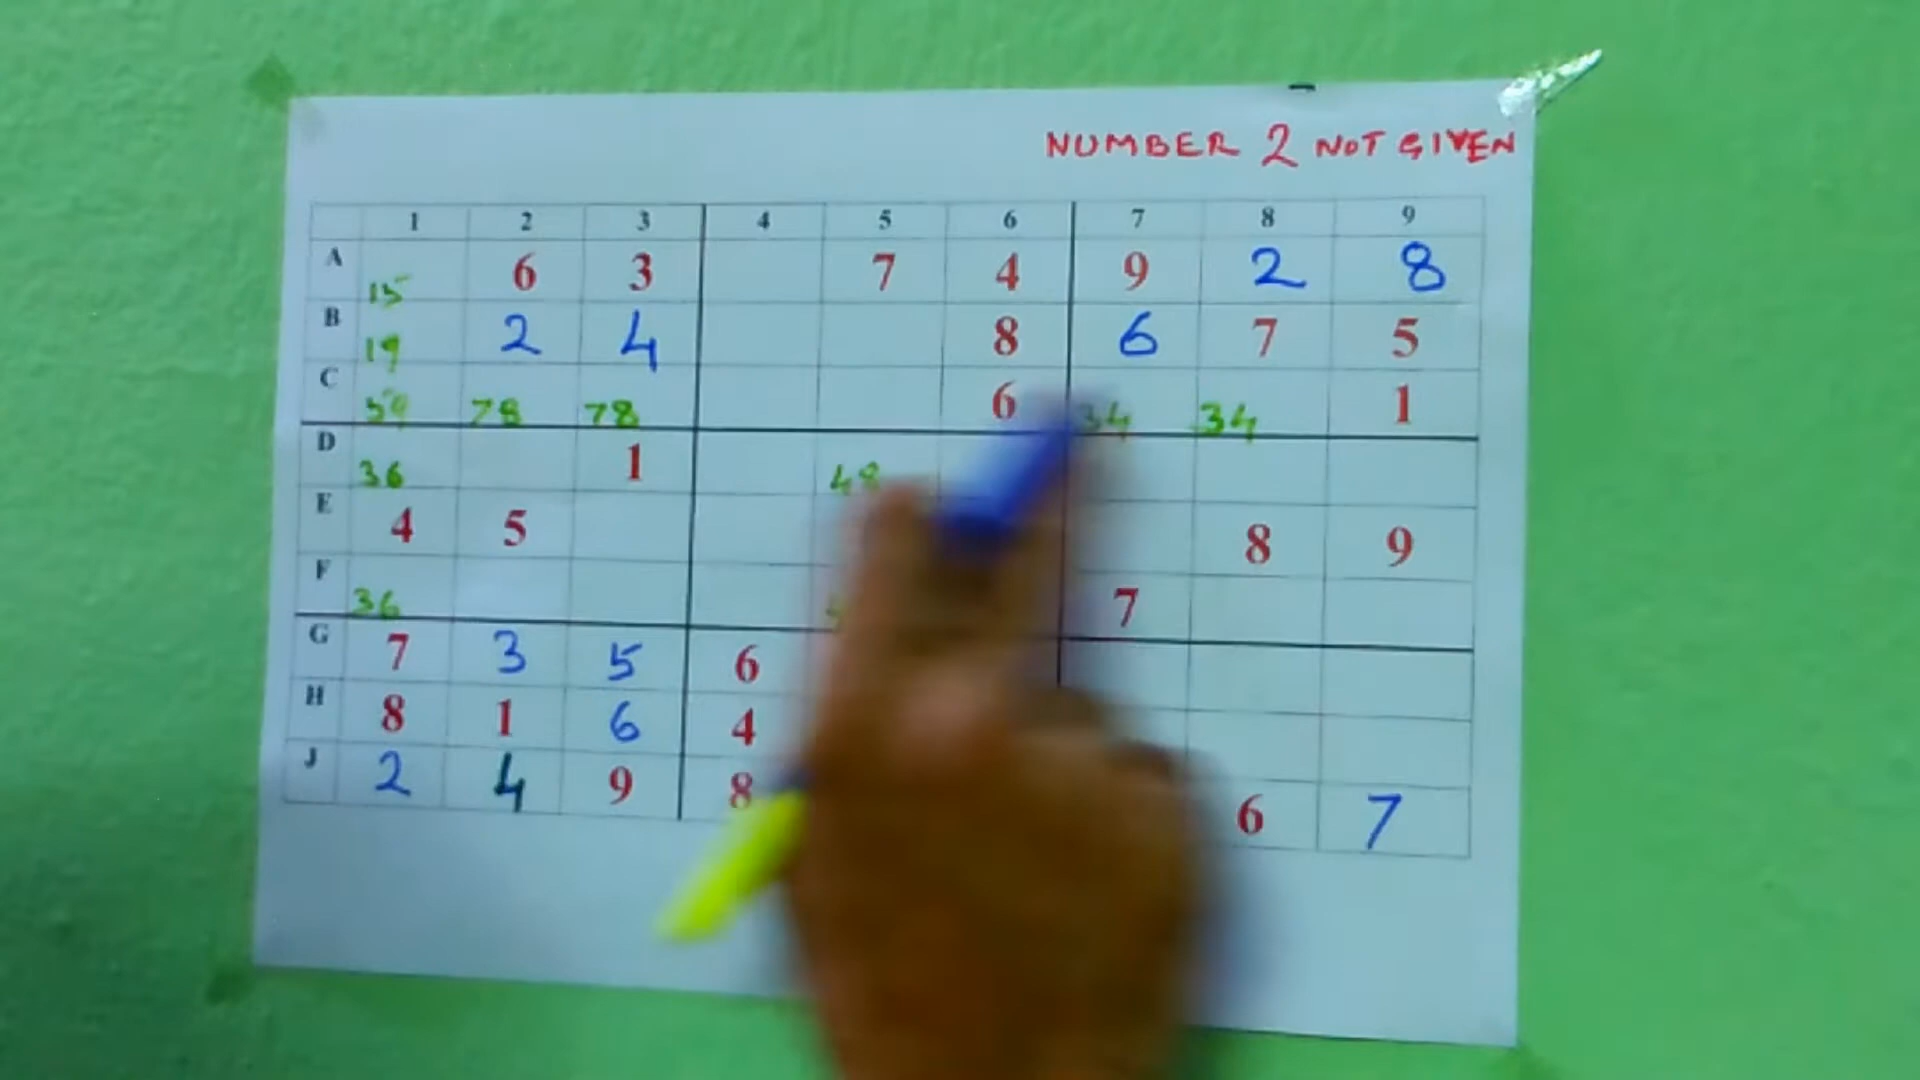 NUMBER 2 NOT GIVEN
1 2 3 4 5 6 7 8 9
A 15 6 3 7 4 9 2 8
B 19 2 4 8 6 7 5
C 59 78 78 6 34 34 1
D 36 1 48
E 4 5 8 9
F 36 7
G 7 3 5 6
H 8 1 6 4
J 2 4 9 8 6 7